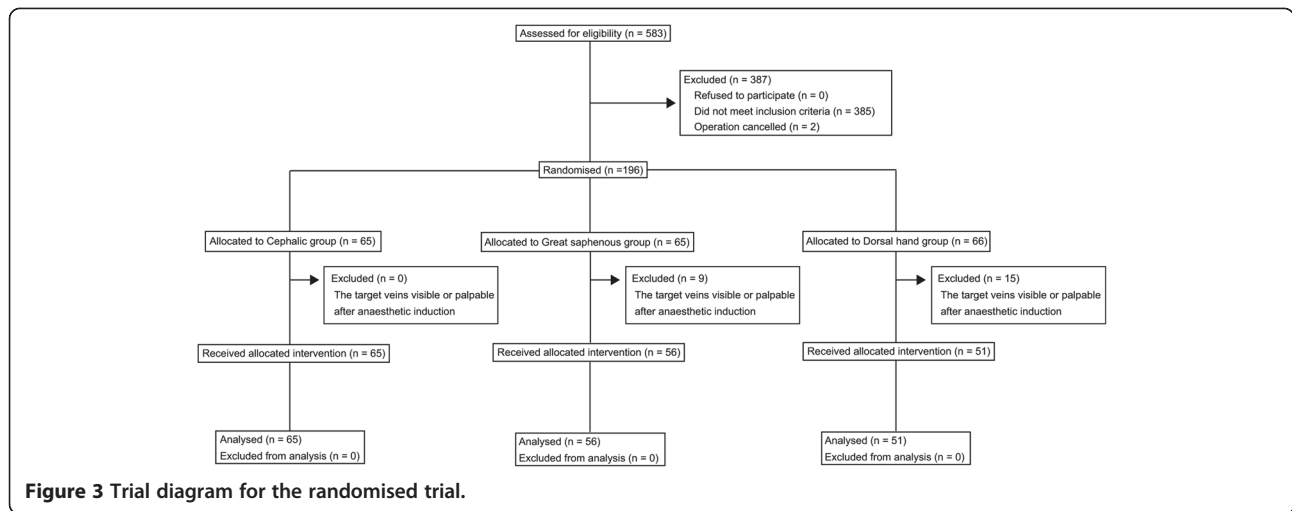 Assessed for eligibility (n = 583)
Excluded (n = 387)
Refused to participate (n = 0)
Did not meet inclusion criteria (n = 385)
Operation cancelled (n = 2)
Randomised (n =196)
Allocated to Cephalic group (n = 65)
Excluded (n = 0)
The target veins visible or palpable
after anaesthetic induction
Received allocated intervention (n = 65)
Analysed (n = 65)
Excluded from analysis (n = 0)
Allocated to Great saphenous group (n = 65)
Excluded (n = 9)
The target veins visible or palpable
after anaesthetic induction
Received allocated intervention (n = 56)
Analysed (n = 56)
Excluded from analysis (n = 0)
Allocated to Dorsal hand group (n = 66)
Excluded (n = 15)
The target veins visible or palpable
after anaesthetic induction
Received allocated intervention (n = 51)
Analysed (n = 51)
Excluded from analysis (n = 0)
Figure 3 Trial diagram for the randomised trial.